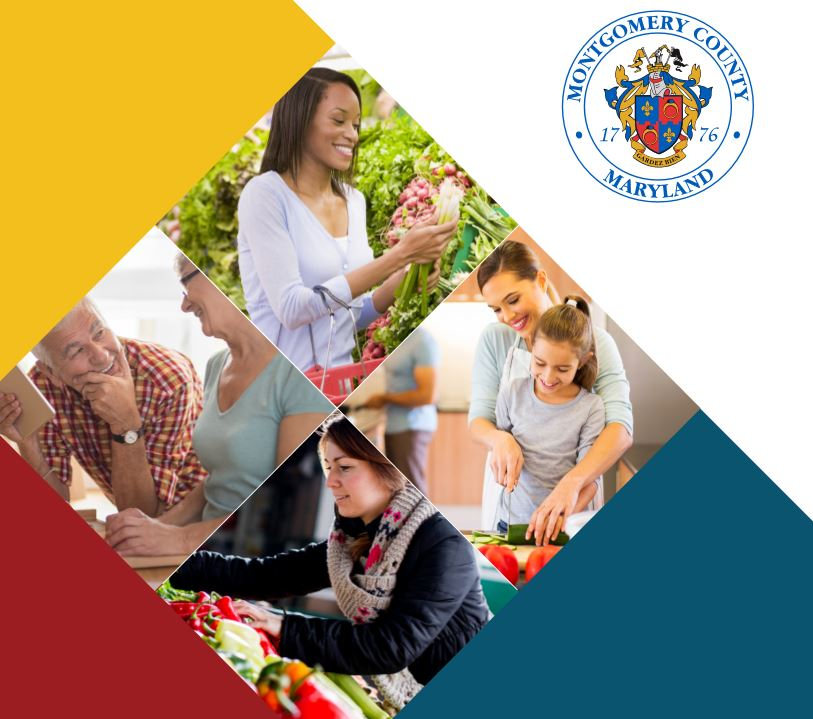 MONTGOMERY COUNTY
17 76
GARDEZ BIEN
MARYLAND